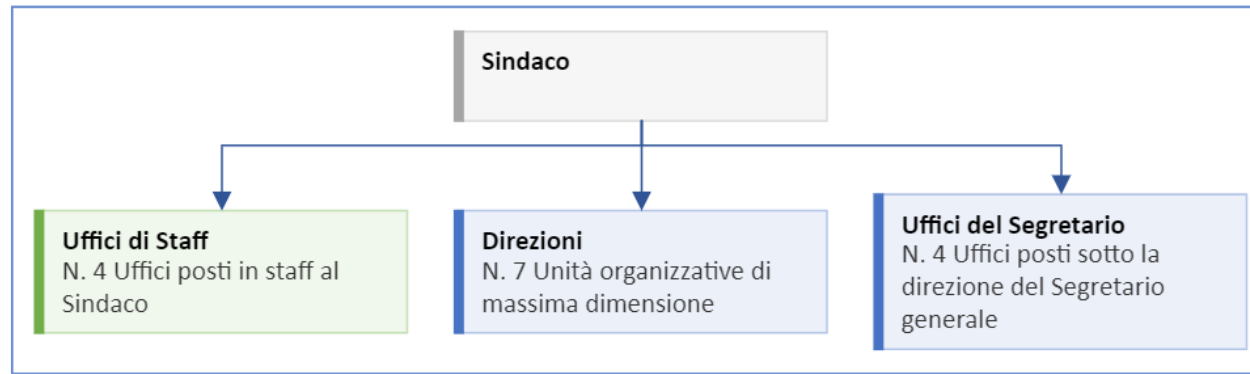 Sindaco
Uffici di Staff
N. 4 Uffici posti in staff al
Sindaco
Direzioni
N. 7 Unità organizzative di
massima dimensione
Uffici del Segretario
N. 4 Uffici posti sotto la
direzione del Segretario
generale